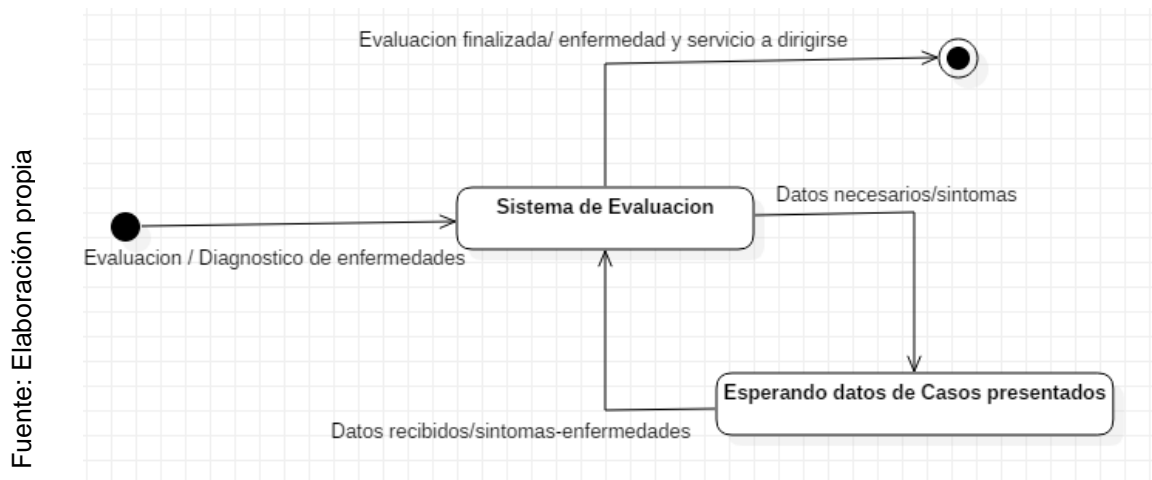 Evaluacion finalizada/ enfermedad y servicio a dirigirse
Sistema de Evaluacion
Datos necesarios/sintomas
Evaluacion / Diagnostico de enfermedades
Esperando datos de Casos presentados
Datos recibidos/sintomas-enfermedades
Fuente: Elaboración propia